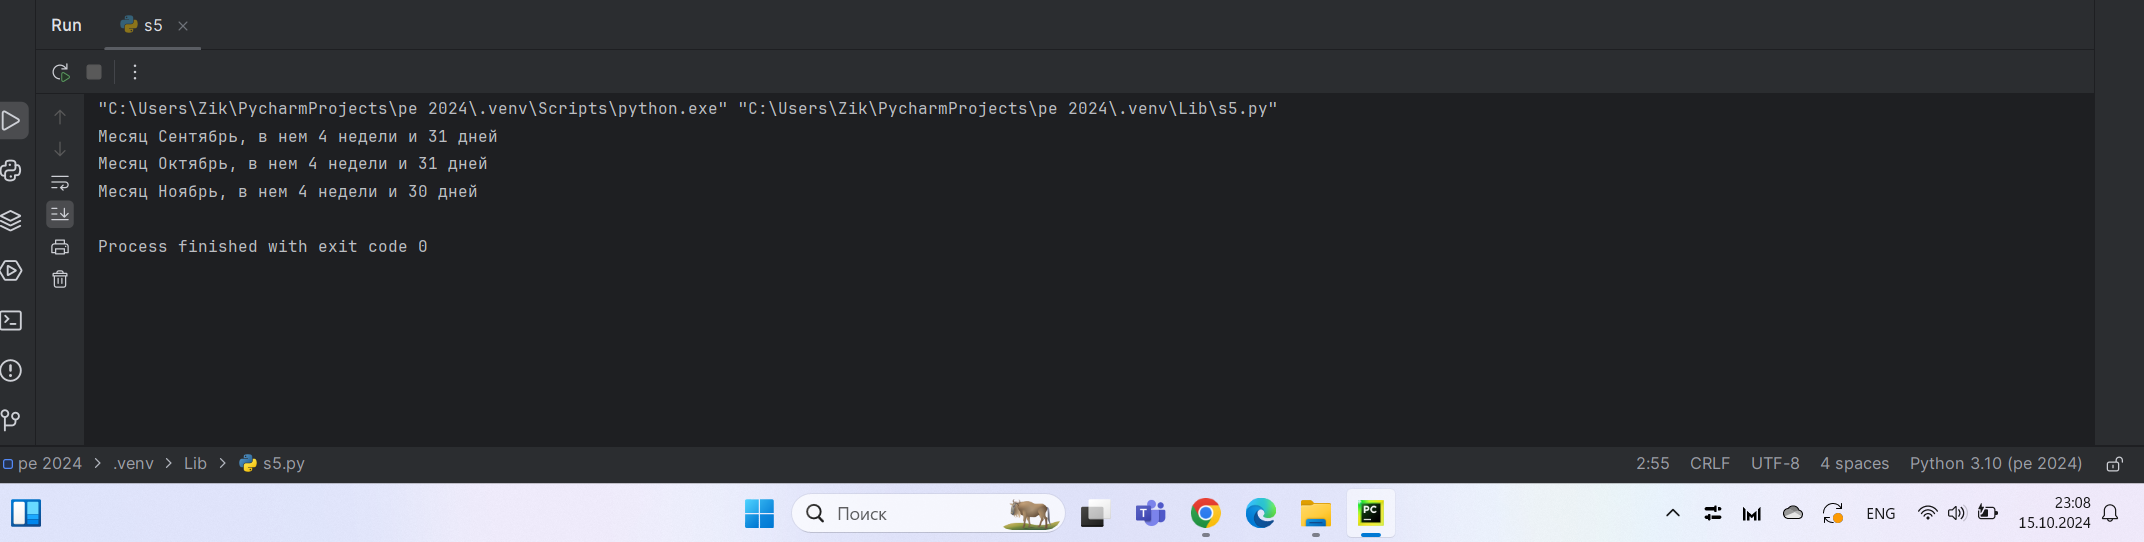 Run s5
"C:\Users\Zik\PycharmProjects\pe 2024\.venv\Scripts\python.exe" "C:\Users\Zik\PycharmProjects\pe 2024\.venv\Lib\s5.py"
Месяц Сентябрь, в нем 4 недели и 31 дней
Месяц Октябрь, в нем 4 недели и 31 дней
Месяц Ноябрь, в нем 4 недели и 30 дней
Process finished with exit code 0
pe 2024 > .venv > Lib > s5.py 2:55 CRLF UTF-8 4 spaces Python 3.10 (pe 2024)
Поиск T PC ENG 23:08
15.10.2024